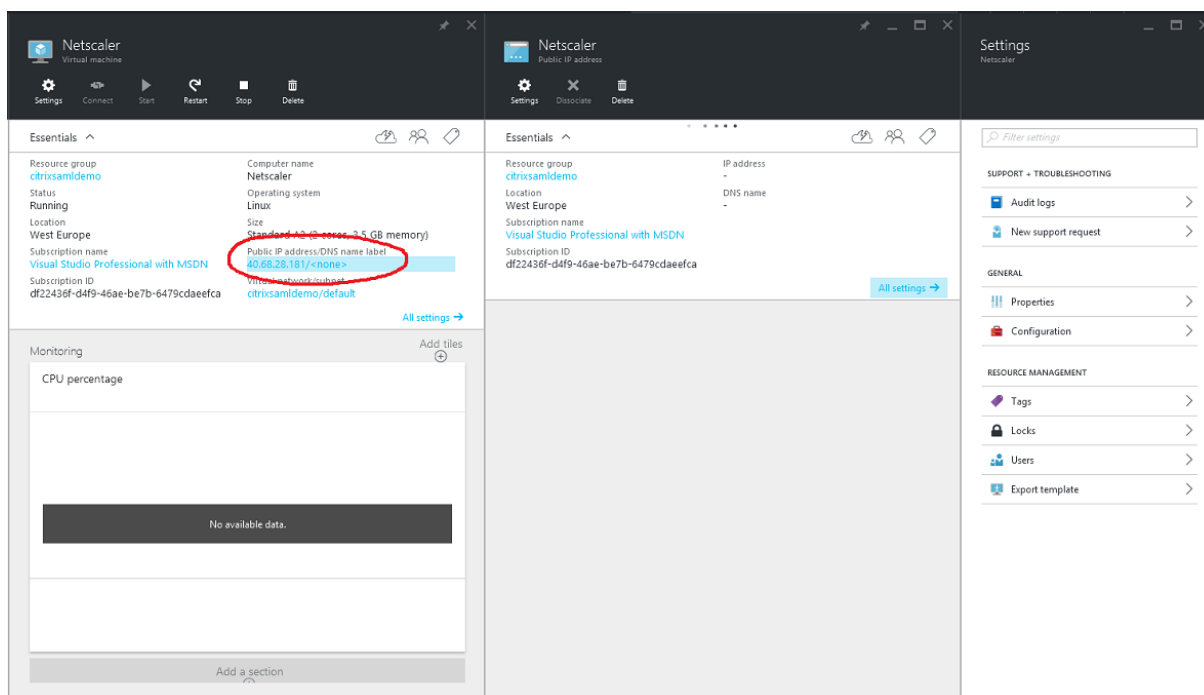 Netscaler
Virtual machine
Settings
Connect
Start
Restart
Stop
Delete
Essentials
Resource group
citrixsamldemo
Computer name
Netscaler
Status
Running
Operating system
Linux
Location
West Europe
Size
Standard A2 (2 cores, 3.5 GB memory)
Subscription name
Visual Studio Professional with MSDN
Public IP address/DNS name label
40.68.28.181/<none>
Subscription ID
df22436f-d4f9-46ae-be7b-6479cdaeefca
Virtual network/subnet
citrixsamldemo/default
All settings →
Monitoring
Add tiles
CPU percentage
No available data.
Add a section
Netscaler
Public IP address
Settings
Dissociate
Delete
Essentials
Resource group
citrixsamldemo
IP address
-
Location
West Europe
DNS name
-
Subscription name
Visual Studio Professional with MSDN
Subscription ID
df22436f-d4f9-46ae-be7b-6479cdaeefca
All settings →
Settings
Netscaler
Filter settings
SUPPORT + TROUBLESHOOTING
Audit logs
New support request
GENERAL
Properties
Configuration
RESOURCE MANAGEMENT
Tags
Locks
Users
Export template